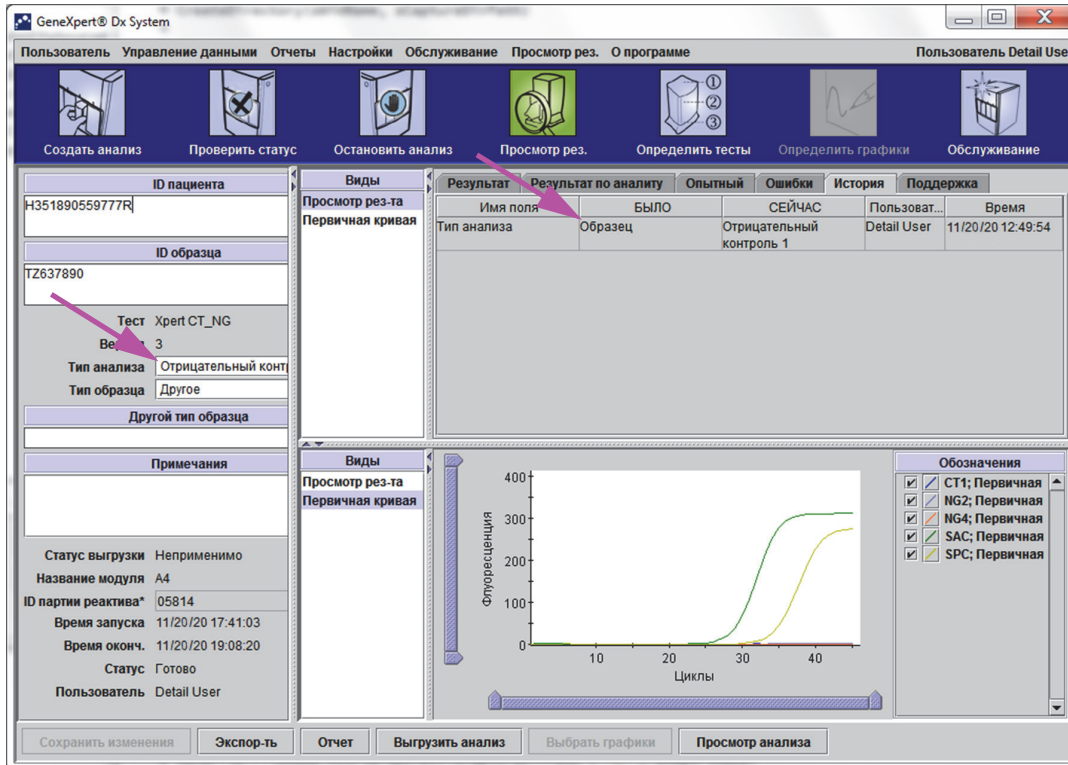 GeneXpert® Dx System
Пользователь Управление данными Отчеты Настройки Обслуживание Просмотр рез. О программе Пользователь Detail Use
Создать анализ Проверить статус Остановить анализ Просмотр рез. Определить тесты Определить графики Обслуживание
ID пациента
H351890559777R
ID образца
TZ637890
Тест Xpert CT_NG
3
Тип анализа Отрицательный конт
Тип образца Другое
Другой тип образца
Примечания
Статус выгрузки Неприменимо
Название модуля A4
ID партии реактива* 05814
Время запуска 11/20/20 17:41:03
Время оконч. 11/20/20 19:08:20
Статус Готово
Пользователь Detail User
Виды
Просмотр рез-та
Первичная кривая
Результат Результат по аналиту Опытный Ошибки История Поддержка
Имя поля БЫЛО СЕЙЧАС Пользоват... Время
Тип анализа Образец Отрицательный контроль 1 Detail User 11/20/20 12:49:54
Виды
Просмотр рез-та
Первичная кривая
Флуоресценция
400
300
200
100
0
10 20 30 40
Циклы
Обозначения
CT1; Первичная
NG2; Первичная
NG4; Первичная
SAC; Первичная
SPC; Первичная
Сохранить изменения Экспор-ть Отчет Выгрузить анализ Выбрать графики Просмотр анализа